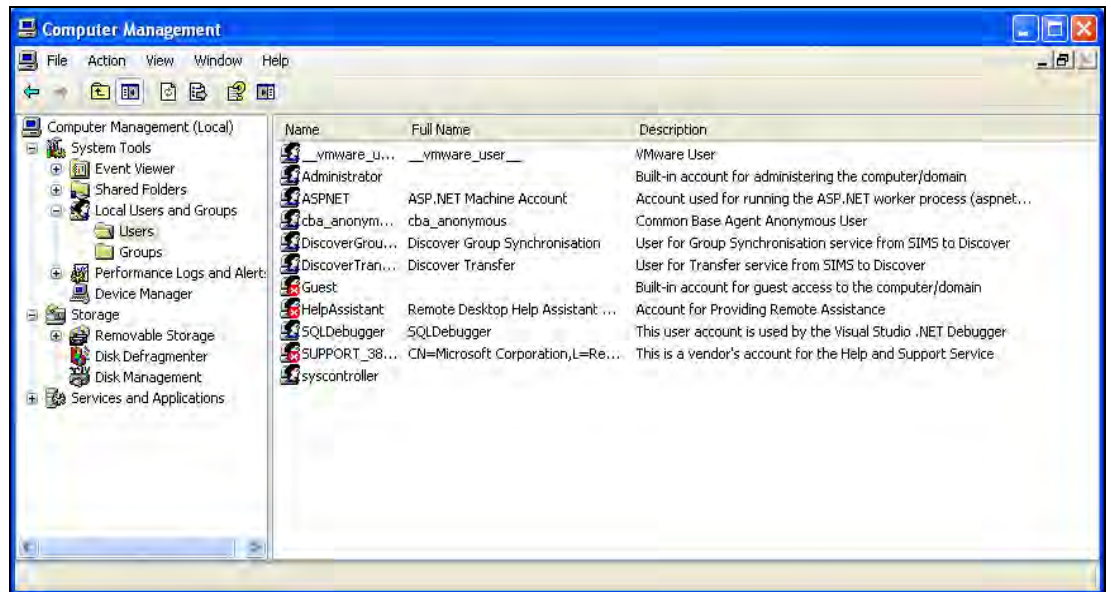 Computer Management
File Action View Window Help
Computer Management (Local)
System Tools
Event Viewer
Shared Folders
Local Users and Groups
Users
Groups
Performance Logs and Alert:
Device Manager
Storage
Removable Storage
Disk Defragmenter
Disk Management
Services and Applications
Name Full Name Description
__vmware_u... __vmware_user__ VMware User
Administrator Built-in account for administering the computer/domain
ASPNET ASP.NET Machine Account Account used for running the ASP.NET worker process (aspnet...
cba_anonym... cba_anonymous Common Base Agent Anonymous User
DiscoverGrou... Discover Group Synchronisation User for Group Synchronisation service from SIMS to Discover
DiscoverTran... Discover Transfer User for Transfer service from SIMS to Discover
Guest Built-in account for guest access to the computer/domain
HelpAssistant Remote Desktop Help Assistant ... Account for Providing Remote Assistance
SQLDebugger SQLDebugger This user account is used by the Visual Studio .NET Debugger
SUPPORT_38... CN=Microsoft Corporation,L=Re... This is a vendor's account for the Help and Support Service
syscontroller